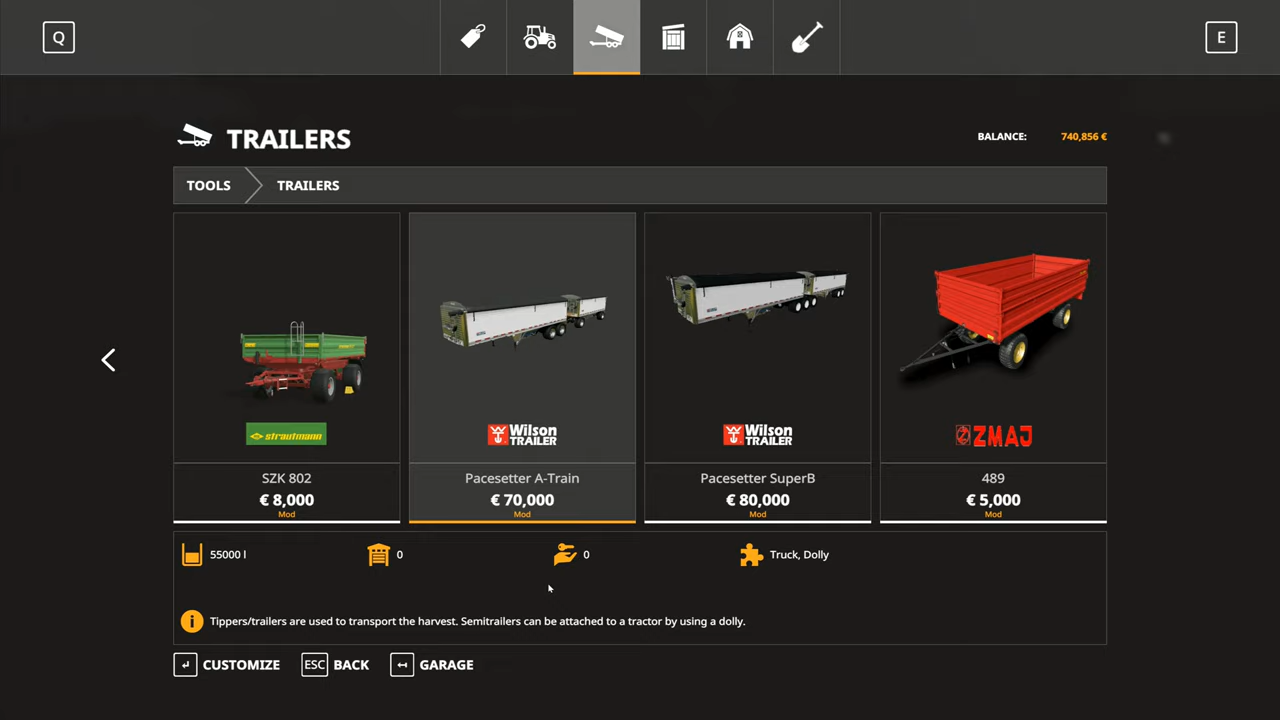 Q
E
TRAILERS
BALANCE: 740,856 €
TOOLS TRAILERS
strautmann
Wilson TRAILER
Wilson TRAILER
ZMAJ
SZK 802
€ 8,000
Mod
Pacesetter A-Train
€ 70,000
Mod
Pacesetter SuperB
€ 80,000
Mod
489
€ 5,000
Mod
55000 l 0 0 Truck, Dolly
Tippers/trailers are used to transport the harvest. Semitrailers can be attached to a tractor by using a dolly.
CUSTOMIZE ESC BACK GARAGE